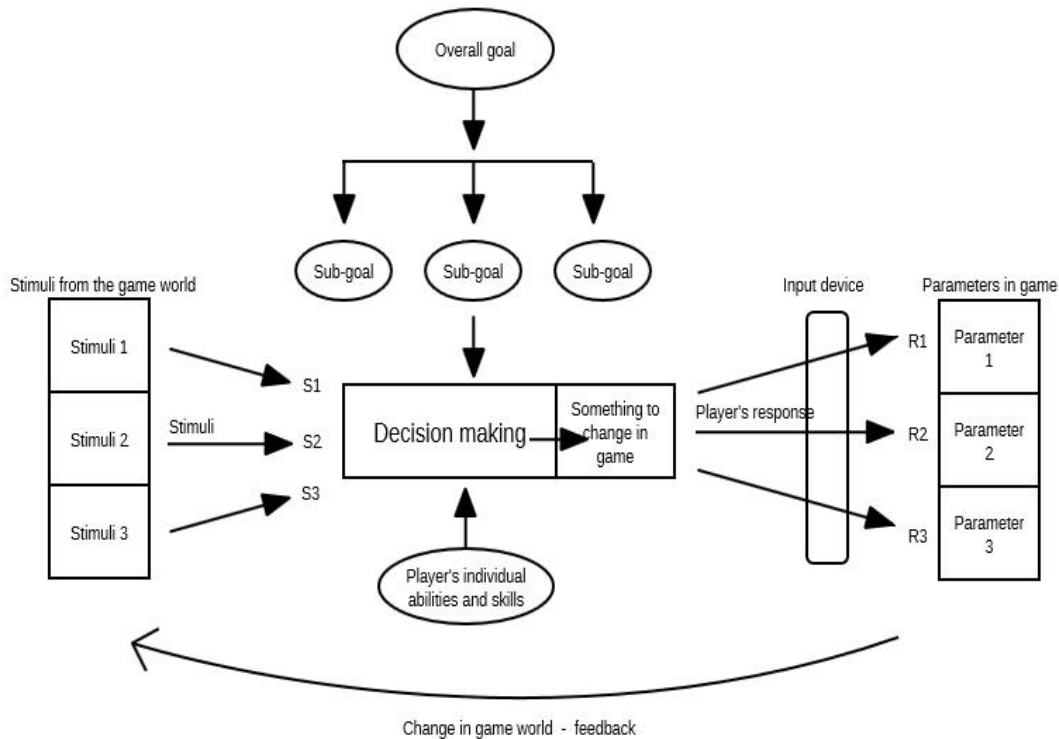 Overall goal
Sub-goal
Sub-goal
Sub-goal
Stimuli from the game world
Input device
Parameters in game
Stimuli 1
Stimuli 2
Stimuli 3
Stimuli
S1
S2
S3
Decision making
Something to
change in
game
Player's response
R1
R2
R3
Parameter
1
Parameter
2
Parameter
3
Player's individual
abilities and skills
Change in game world - feedback